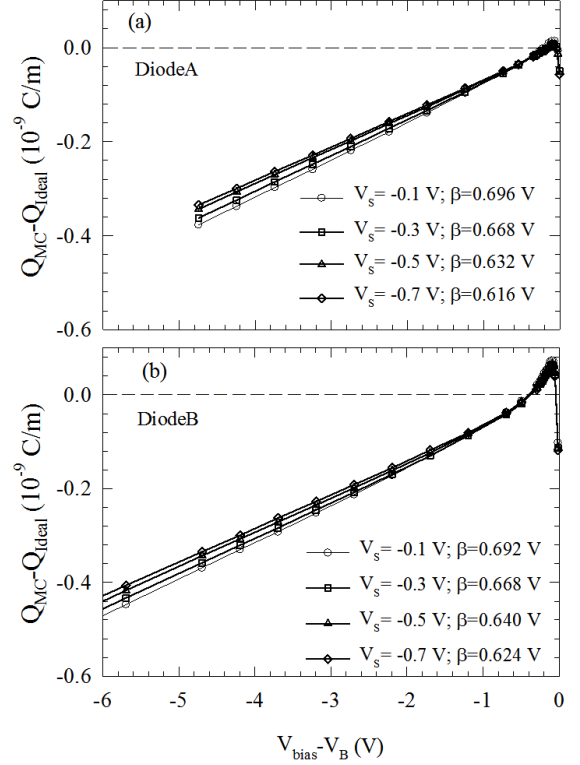 (a)
0.0
DiodeA
-0.2
V_S= -0.1 V; β=0.696 V
V_S= -0.3 V; β=0.668 V
-0.4
V_S= -0.5 V; β=0.632 V
V_S= -0.7 V; β=0.616 V
-0.6
Q_MC-Q_Ideal (10^-9 C/m)
(b)
0.0
DiodeB
-0.2
-0.4
V_S= -0.1 V; β=0.692 V
V_S= -0.3 V; β=0.668 V
V_S= -0.5 V; β=0.640 V
V_S= -0.7 V; β=0.624 V
-0.6
Q_MC-Q_Ideal (10^-9 C/m)
-6 -5 -4 -3 -2 -1 0
V_bias-V_B (V)